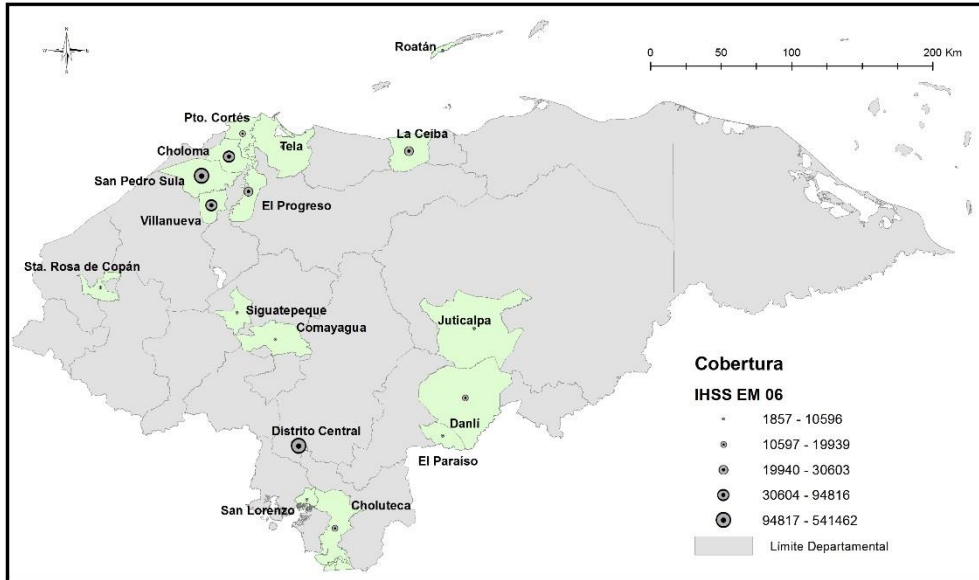 N
W
E
S
Roatán
0 50 100 200 Km
Pto. Cortés
La Ceiba
Choloma
Tela
San Pedro Sula
El Progreso
Villanueva
Sta. Rosa de Copán
Siguatepeque
Comayagua
Juticalpa
Cobertura
IHSS EM 06
1857 - 10596
10597 - 19939
19940 - 30603
30604 - 94816
94817 - 541462
Límite Departamental
Danlí
Distrito Central
El Paraíso
San Lorenzo
Choluteca